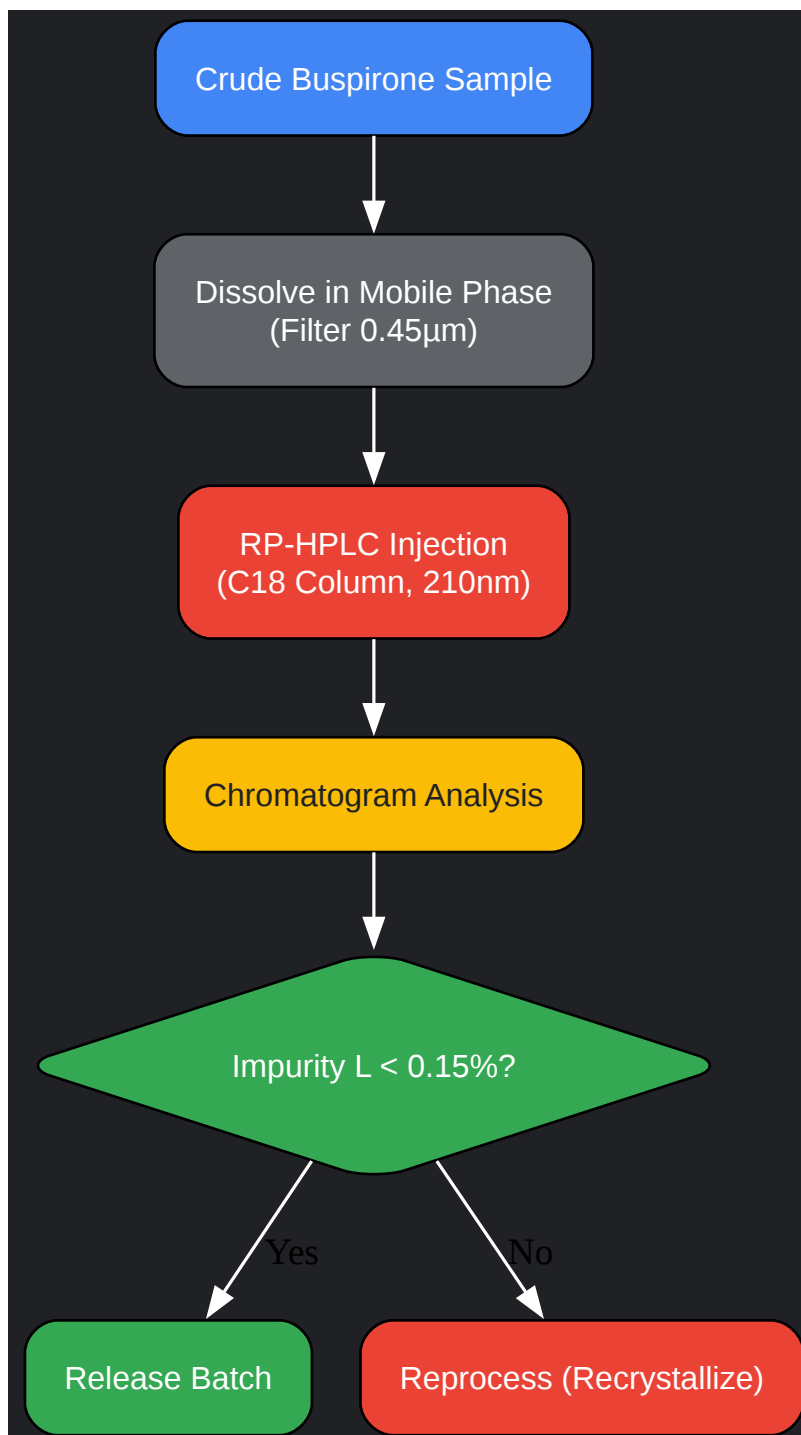 Crude Buspirone Sample
Dissolve in Mobile Phase
(Filter 0.45µm)
RP-HPLC Injection
(C18 Column, 210nm)
Chromatogram Analysis
Impurity L < 0.15%?
Yes
No
Release Batch
Reprocess (Recrystallize)